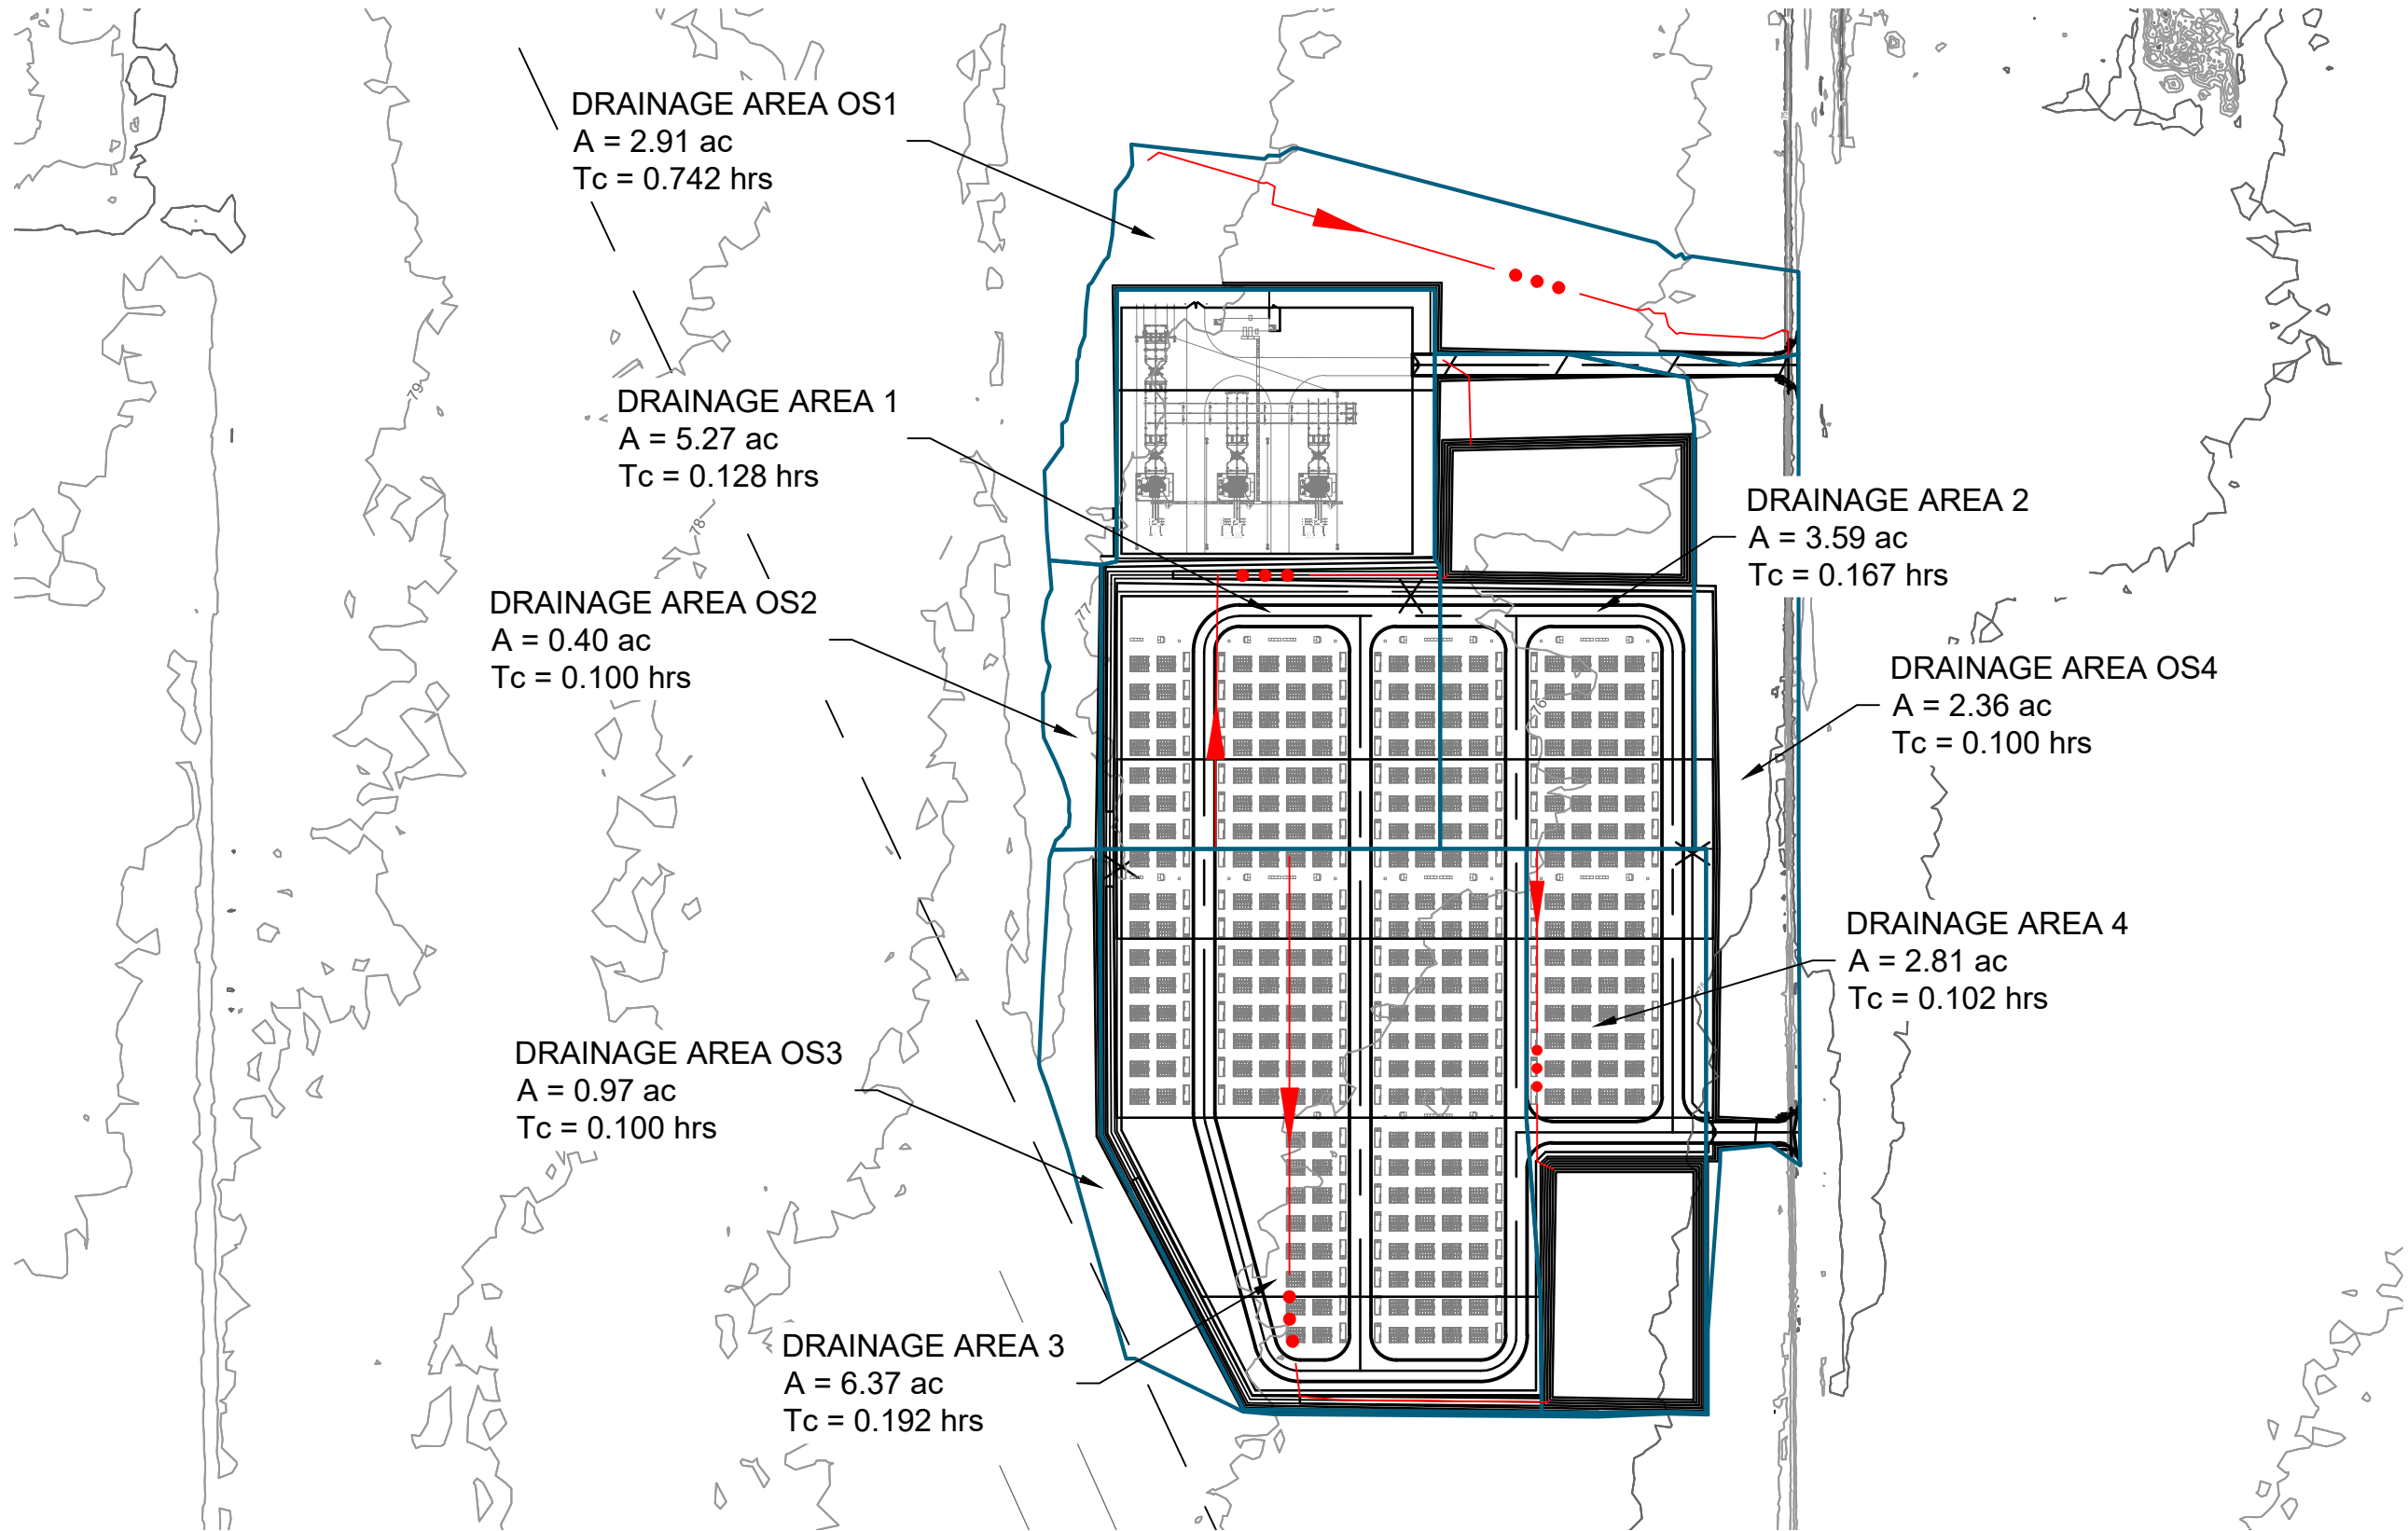 DRAINAGE AREA OS1
A = 2.91 ac
Tc = 0.742 hrs
79
DRAINAGE AREA 1
A = 5.27 ac
Tc = 0.128 hrs
78
DRAINAGE AREA 2
A = 3.59 ac
Tc = 0.167 hrs
DRAINAGE AREA OS2
A = 0.40 ac
Tc = 0.100 hrs
77
76
DRAINAGE AREA OS4
A = 2.36 ac
Tc = 0.100 hrs
DRAINAGE AREA 4
A = 2.81 ac
Tc = 0.102 hrs
DRAINAGE AREA OS3
A = 0.97 ac
Tc = 0.100 hrs
DRAINAGE AREA 3
A = 6.37 ac
Tc = 0.192 hrs